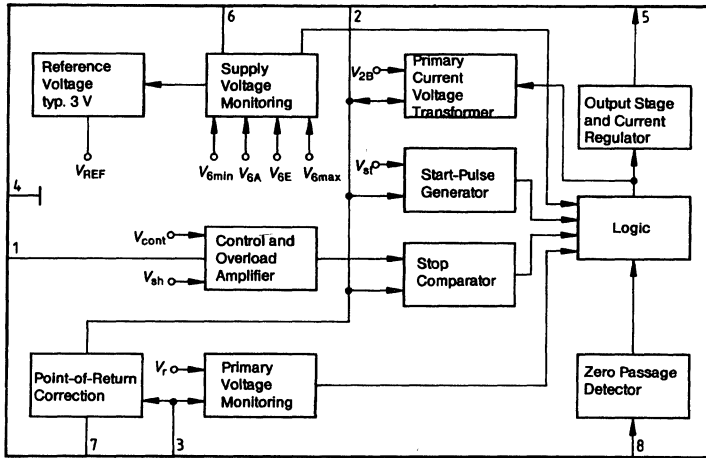 6
2
5
Reference
Voltage
typ. 3 V
Supply
Voltage
Monitoring
V2B
Primary
Current
Voltage
Transformer
Output Stage
and Current
Regulator
VREF
V6min
V6A
V6E
V6max
Vst
Start-Pulse
Generator
4
Logic
1
Vcont
Control and
Overload
Amplifier
Vsh
Stop
Comparator
Point-of-Return
Correction
Vr
Primary
Voltage
Monitoring
Zero Passage
Detector
7
3
8